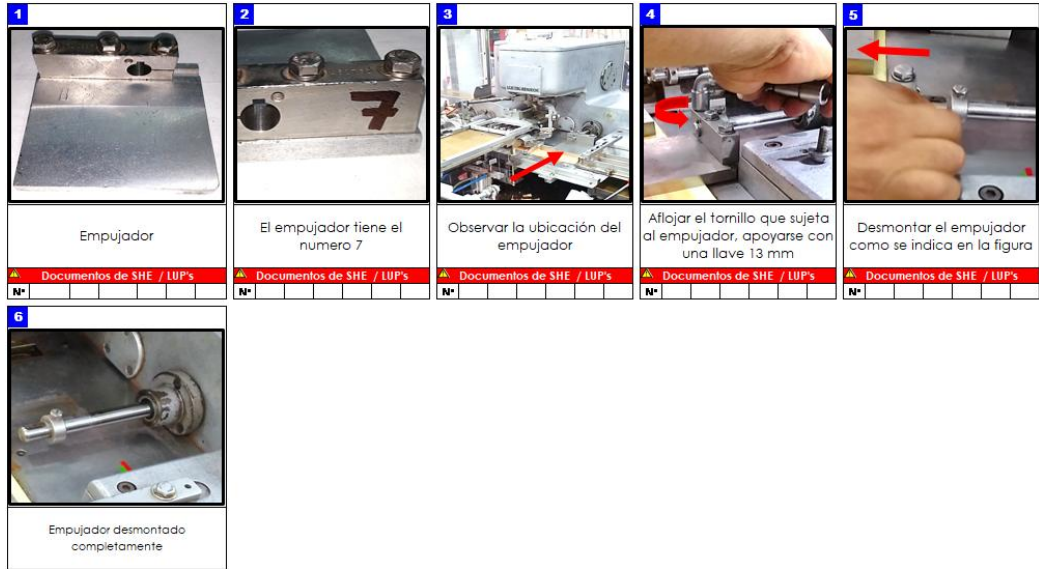 1
Empujador
Documentos de SHE / LUP's
N°
2
7
El empujador tiene el
numero 7
Documentos de SHE / LUP's
N°
3
Observar la ubicación del
empujador
Documentos de SHE / LUP's
N°
4
Aflojar el tornillo que sujeta
al empujador, apoyarse con
una llave 13 mm
Documentos de SHE / LUP's
N°
5
Desmontar el empujador
como se indica en la figura
Documentos de SHE / LUP's
N°
6
Empujador desmontado
completamente